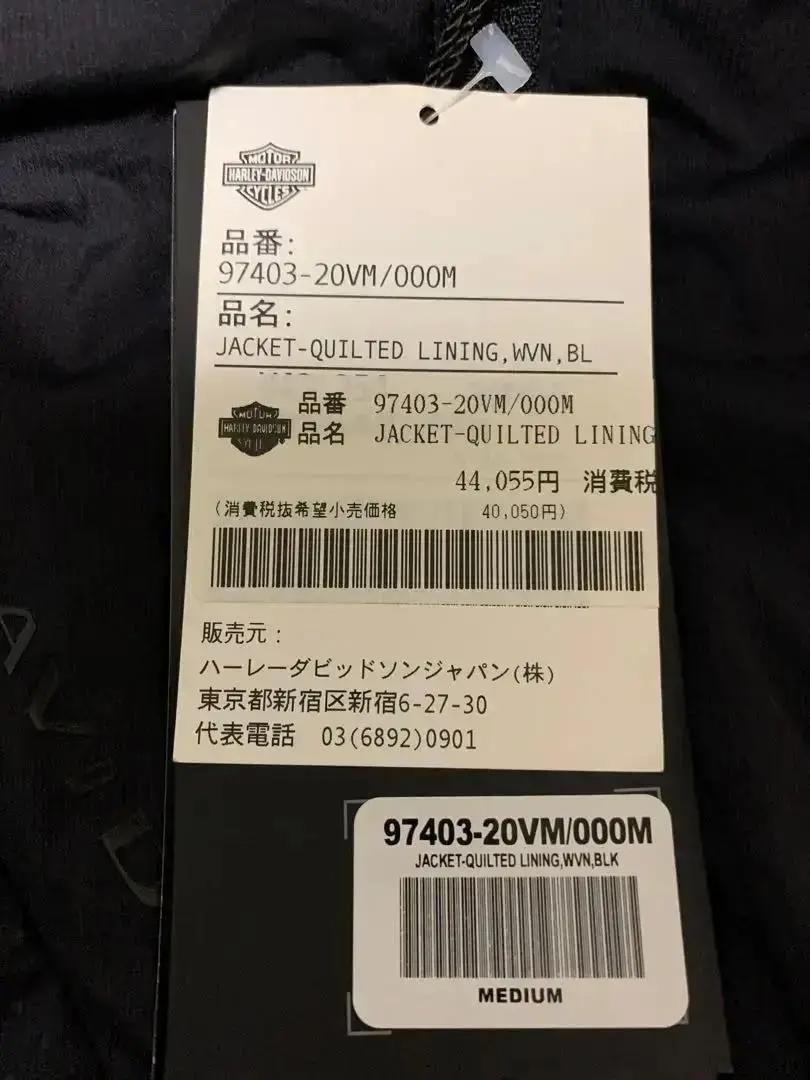 MOTOR
HARLEY-DAVIDSON
CYCLES
品番:
97403-20VM/000M
品名:
JACKET-QUILTED LINING,WVN,BL
MOTOR
HARLEY-DAVIDSON
CYCLES
品番 97403-20VM/000M
品名 JACKET-QUILTED LINING
44,055円 消費税
(消費税抜希望小売価格 40,050円)
販売元:
ハーレーダビッドソンジャパン(株)
東京都新宿区新宿6-27-30
代表電話 03(6892)0901
97403-20VM/000M
JACKET-QUILTED LINING,WVN,BLK
MEDIUM